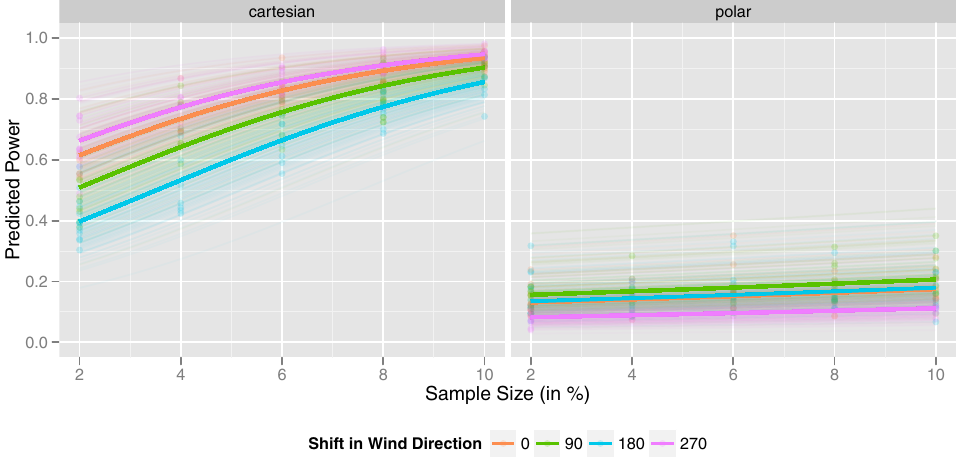 cartesian polar
1.0
0.8
0.6
0.4
0.2
0.0
Predicted Power
2 4 6 8 10 2 4 6 8 10
Sample Size (in %)
Shift in Wind Direction 0 90 180 270